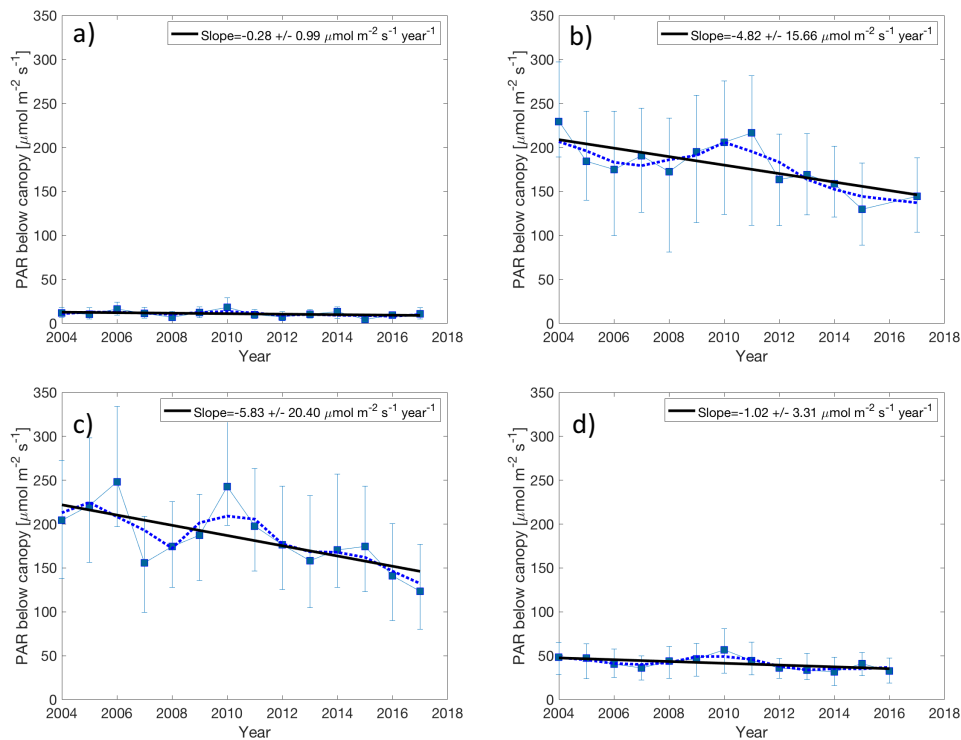 a)
Slope=-0.28 +/- 0.99 μmol m⁻² s⁻¹ year⁻¹
PAR below canopy [μmol m⁻² s⁻¹]
350
300
250
200
150
100
50
0
2004 2006 2008 2010 2012 2014 2016 2018
Year
b)
Slope=-4.82 +/- 15.66 μmol m⁻² s⁻¹ year⁻¹
PAR below canopy [μmol m⁻² s⁻¹]
350
300
250
200
150
100
50
0
2004 2006 2008 2010 2012 2014 2016 2018
Year
c)
Slope=-5.83 +/- 20.40 μmol m⁻² s⁻¹ year⁻¹
PAR below canopy [μmol m⁻² s⁻¹]
350
300
250
200
150
100
50
0
2004 2006 2008 2010 2012 2014 2016 2018
Year
d)
Slope=-1.02 +/- 3.31 μmol m⁻² s⁻¹ year⁻¹
PAR below canopy [μmol m⁻² s⁻¹]
350
300
250
200
150
100
50
0
2004 2006 2008 2010 2012 2014 2016 2018
Year